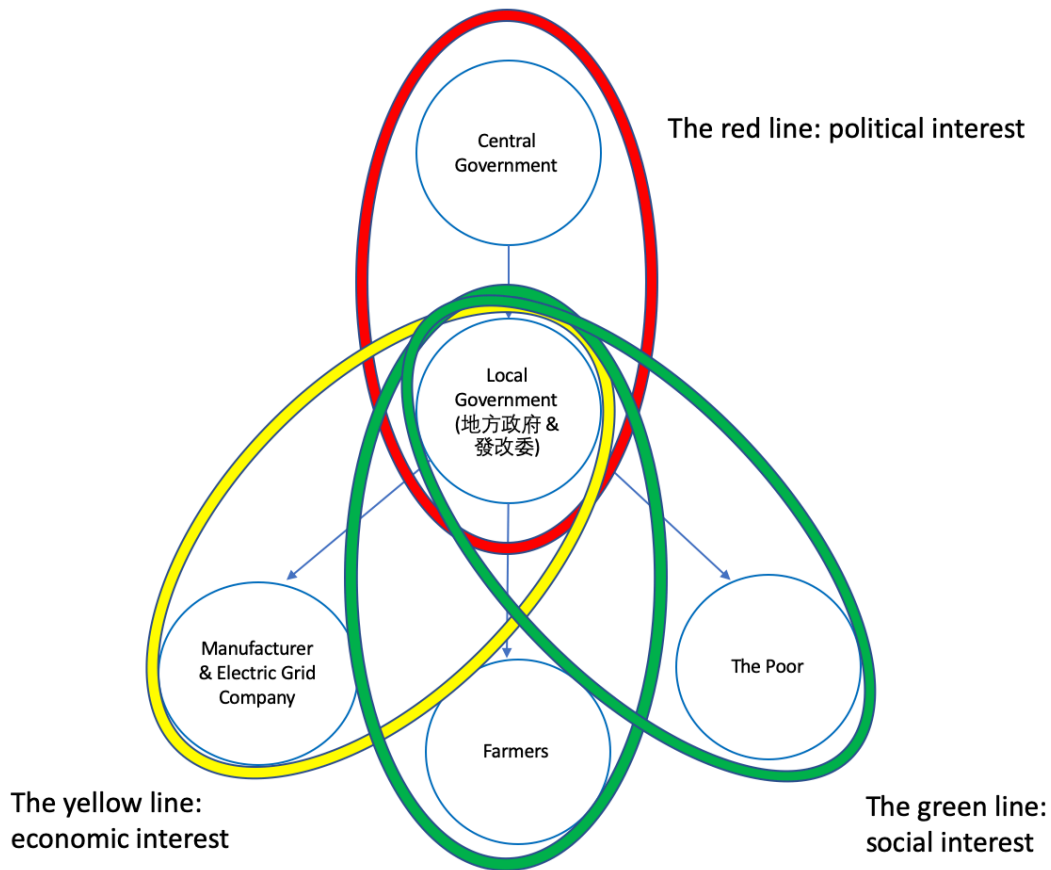 Central
Government
The red line: political interest
Local
Government
(地方政府 &
發改委)
Manufacturer
& Electric Grid
Company
The Poor
Farmers
The yellow line:
economic interest
The green line:
social interest